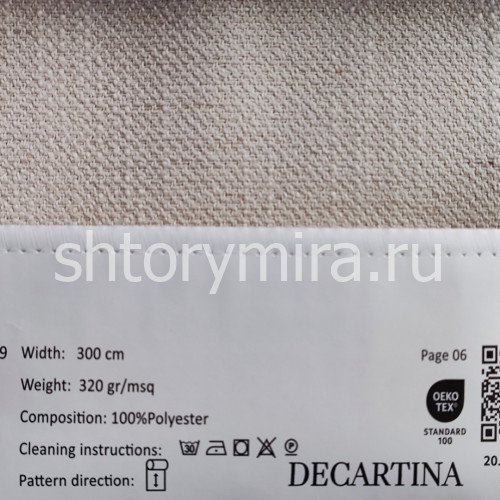 shtorymira.ru
9 Width: 300 cm
Page 06
Weight: 320 gr/msq
OEKO
TEX®
Composition: 100%Polyester
STANDARD
100
Cleaning instructions: 30 P
20.
Pattern direction:
DECARTINA